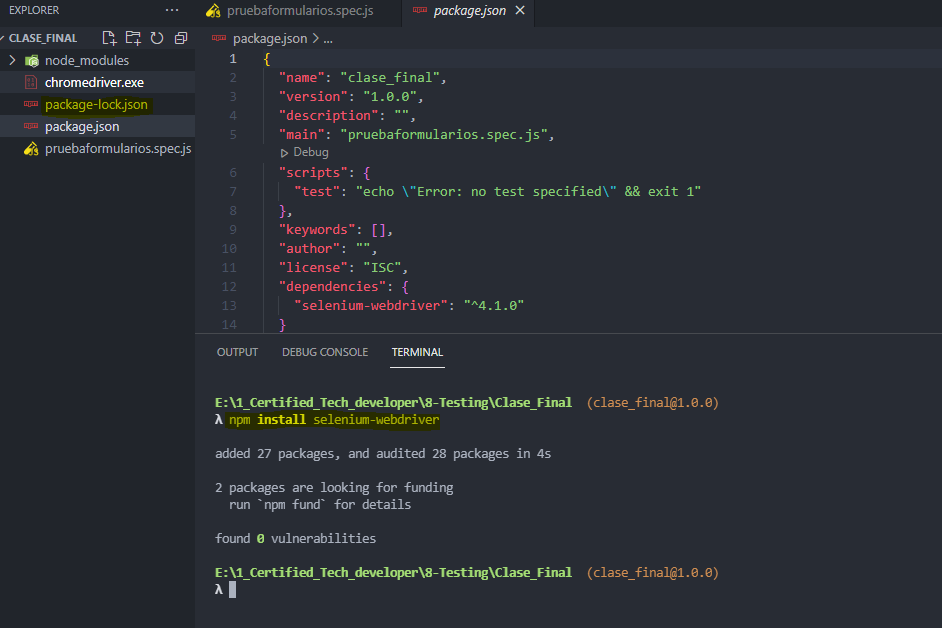 EXPLORER
...
CLASE_FINAL
node_modules
chromedriver.exe
package-lock.json
package.json
pruebaformularios.spec.js
pruebaformularios.spec.js
package.json
package.json > ...
1 {
2 "name": "clase_final",
3 "version": "1.0.0",
4 "description": "",
5 "main": "pruebaformularios.spec.js",
Debug
6 "scripts": {
7 "test": "echo \"Error: no test specified\" && exit 1"
8 },
9 "keywords": [],
10 "author": "",
11 "license": "ISC",
12 "dependencies": {
13 "selenium-webdriver": "^4.1.0"
14 }
OUTPUT DEBUG CONSOLE TERMINAL
E:\1_Certified_Tech_developer\8-Testing\Clase_Final (clase_final@1.0.0)
λ npm install selenium-webdriver
added 27 packages, and audited 28 packages in 4s
2 packages are looking for funding
run `npm fund` for details
found 0 vulnerabilities
E:\1_Certified_Tech_developer\8-Testing\Clase_Final (clase_final@1.0.0)
λ